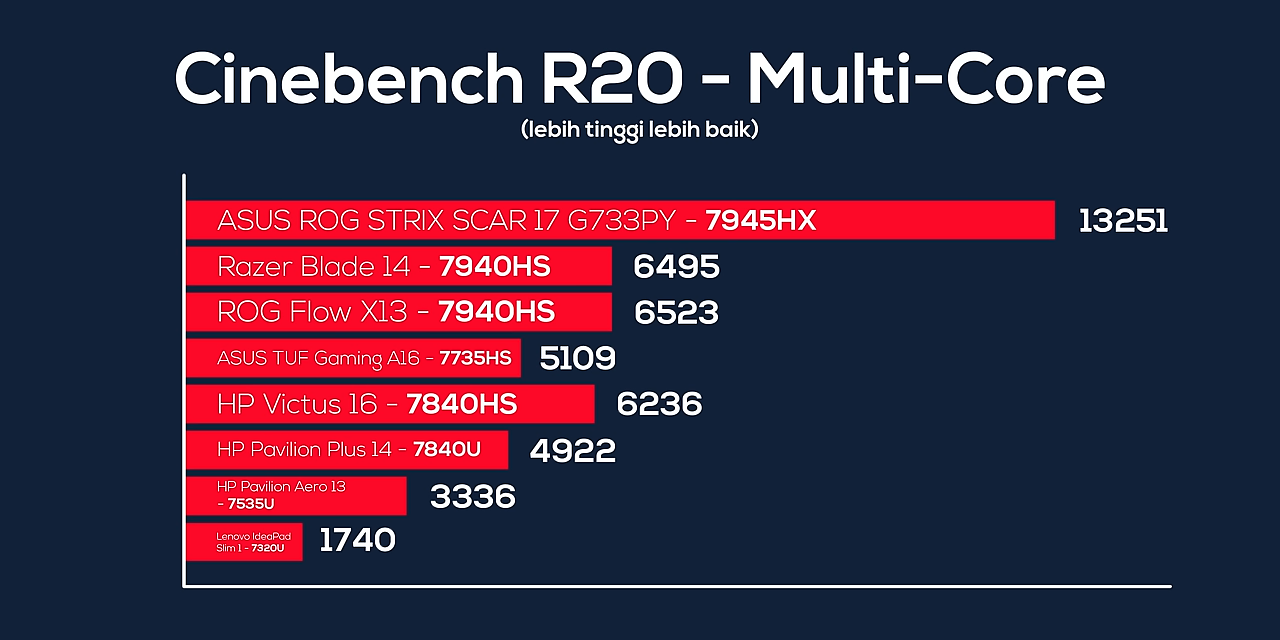 Cinebench R20 - Multi-Core
(lebih tinggi lebih baik)
ASUS ROG STRIX SCAR 17 G733PY - 7945HX 13251
Razer Blade 14 - 7940HS 6495
ROG Flow X13 - 7940HS 6523
ASUS TUF Gaming A16 - 7735HS 5109
HP Victus 16 - 7840HS 6236
HP Pavilion Plus 14 - 7840U 4922
HP Pavilion Aero 13
- 7535U 3336
Lenovo IdeaPad
Slim 1 - 7320U 1740